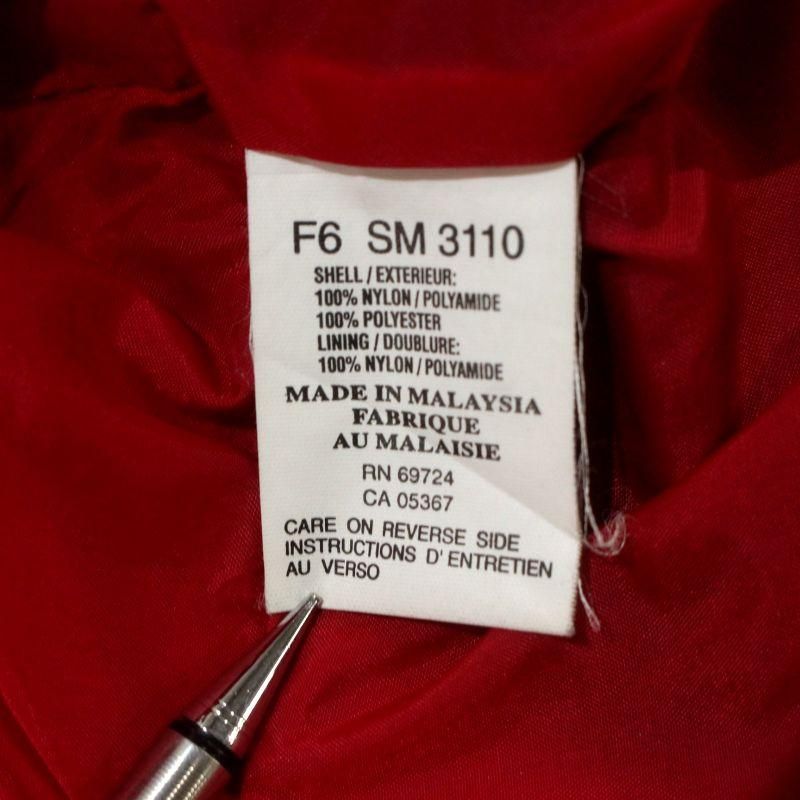 F6 SM 3110
SHELL / EXTERIEUR:
100% NYLON / POLYAMIDE
100% POLYESTER
LINING / DOUBLURE:
100% NYLON / POLYAMIDE
MADE IN MALAYSIA
FABRIQUE
AU MALAISIE
RN 69724
CA 05367
CARE ON REVERSE SIDE
INSTRUCTIONS D' ENTRETIEN
AU VERSO